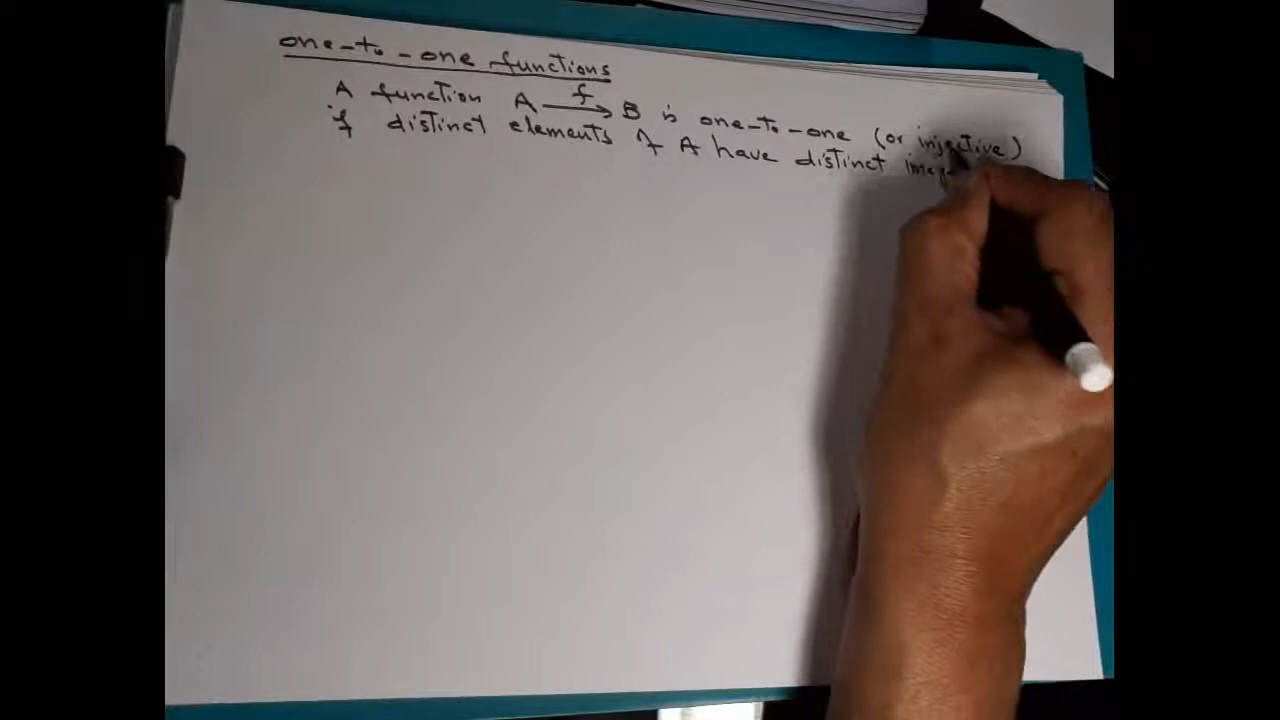 one-to-one functions
A function A f→ B is one-to-one (or injective)
if distinct elements of A have distinct